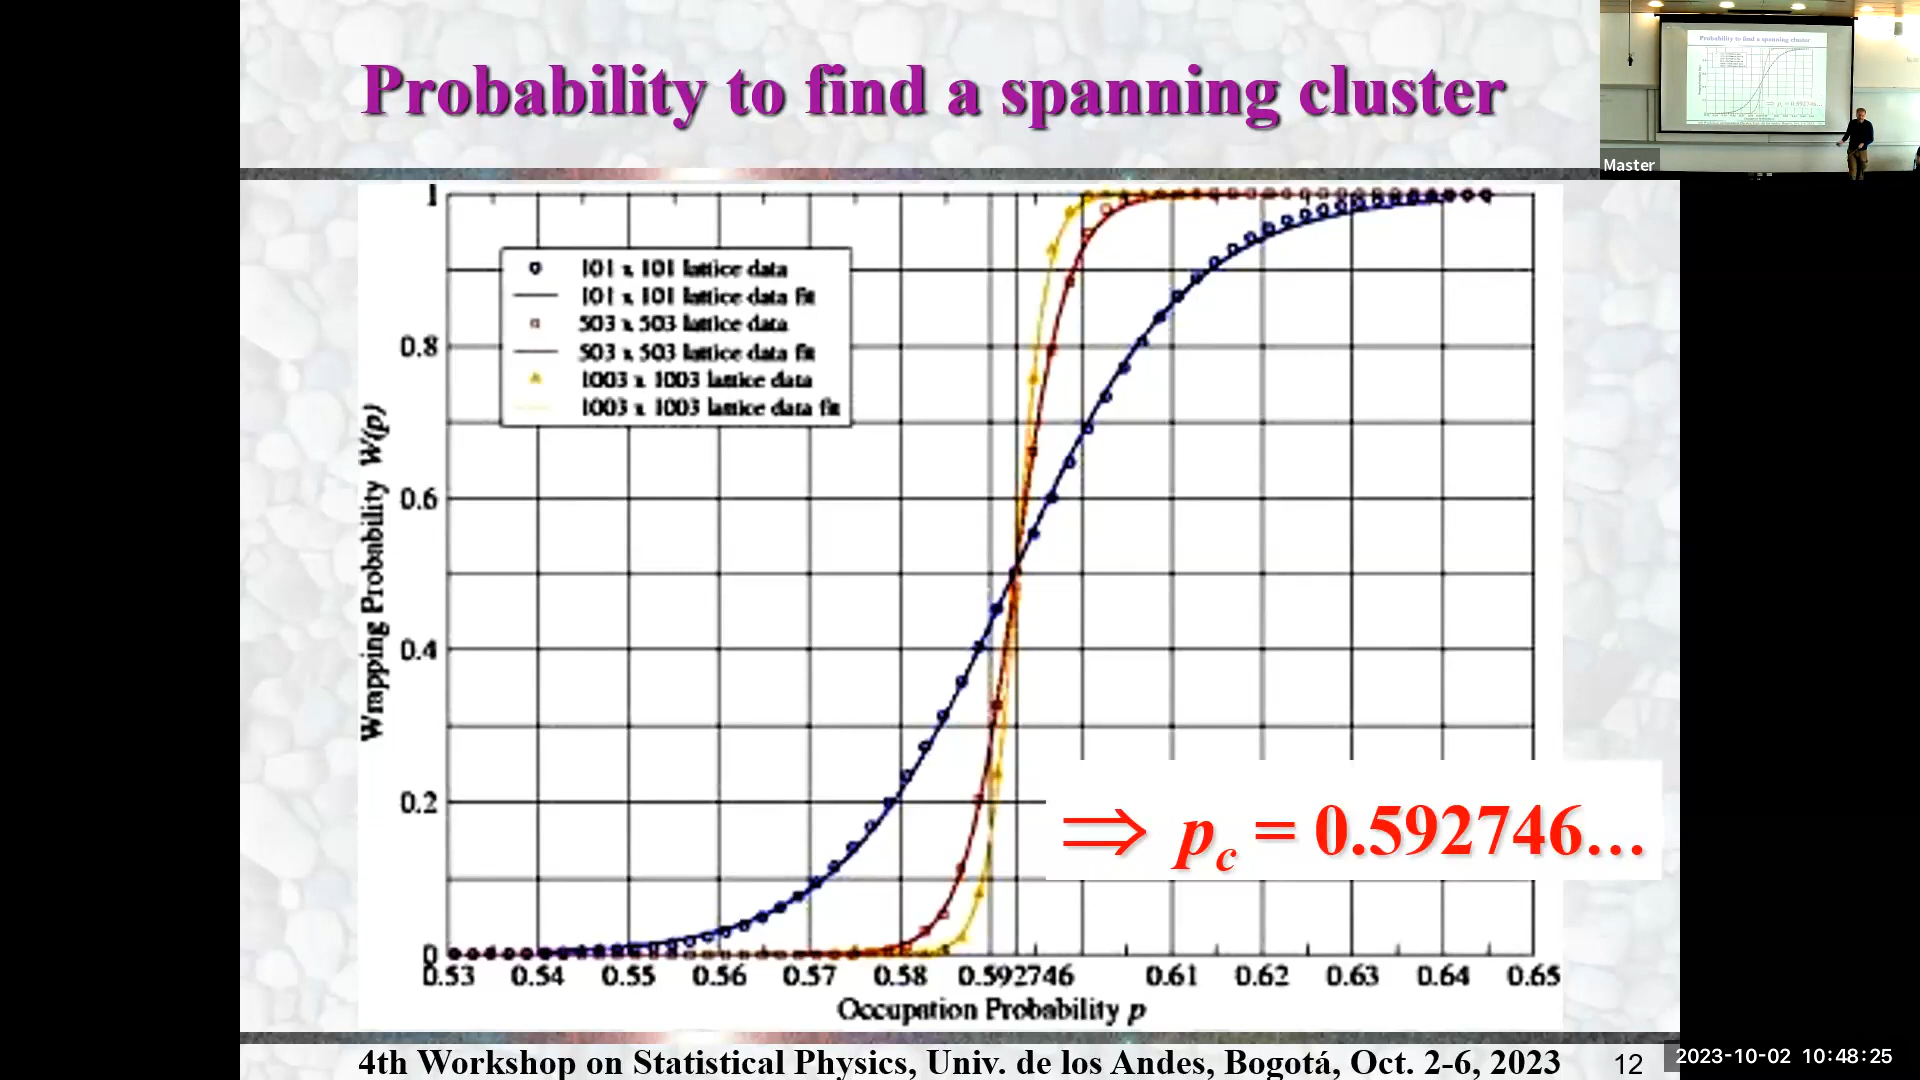 Probability to find a spanning cluster
Master
1
101 x 101 lattice data
101 x 101 lattice data fit
503 x 503 lattice data
503 x 503 lattice data fit
1003 x 1003 lattice data
1003 x 1003 lattice data fit
0.8
0.6
0.4
0.2
0
Wrapping Probability W(p)
0.53 0.54 0.55 0.56 0.57 0.58 0.592746 0.61 0.62 0.63 0.64 0.65
Occupation Probability p
⇒ pc = 0.592746...
4th Workshop on Statistical Physics, Univ. de los Andes, Bogotá, Oct. 2-6, 2023
12
2023-10-02 10:48:25